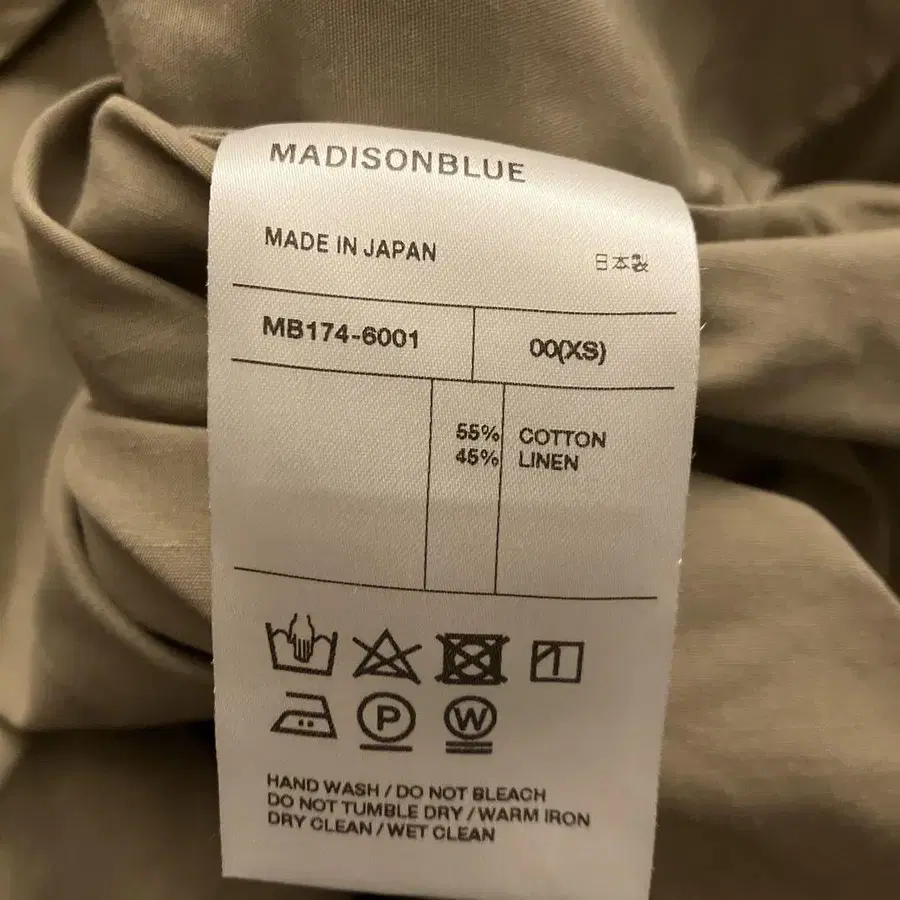 MADISONBLUE
MADE IN JAPAN 日本製
MB174-6001 00(XS)
55% COTTON
45% LINEN
P W
HAND WASH / DO NOT BLEACH
DO NOT TUMBLE DRY / WARM IRON
DRY CLEAN / WET CLEAN